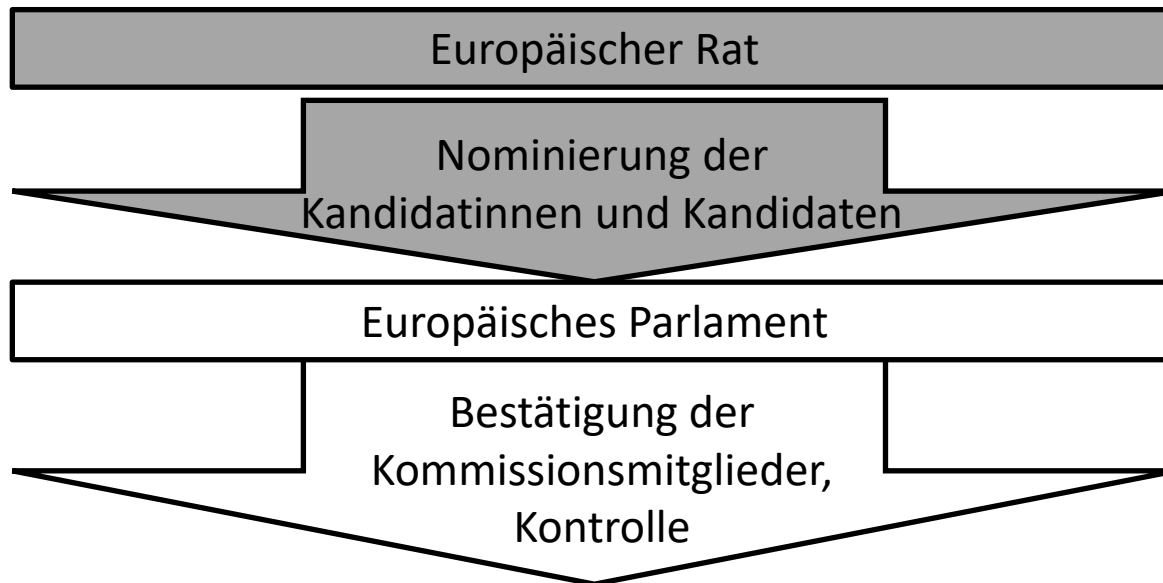 Europäischer Rat
Nominierung der
Kandidatinnen und Kandidaten
Europäisches Parlament
Bestätigung der
Kommissionsmitglieder,
Kontrolle